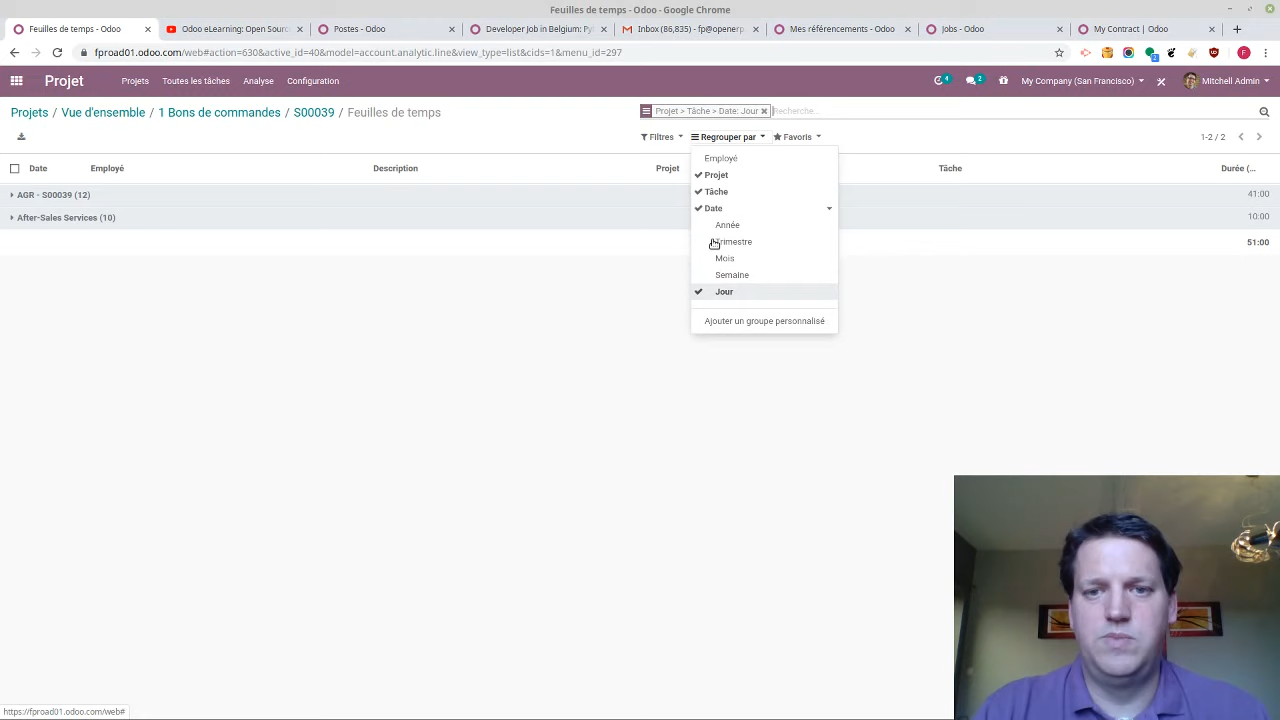 Feuilles de temps - Odoo - Google Chrome
Feuilles de temps - Odoo
Odoo eLearning: Open Sourc
Postes - Odoo
Developer Job in Belgium: Py
Inbox (86,835) - fp@openerp
Mes référencements - Odoo
Jobs - Odoo
My Contract | Odoo
fproad01.odoo.com/web#action=630&active_id=40&model=account.analytic.line&view_type=list&cids=1&menu_id=297
2
F
Projet
Projets
Toutes les tâches
Analyse
Configuration
4
2
My Company (San Francisco)
Mitchell Admin
Projets / Vue d'ensemble / 1 Bons de commandes / S00039 / Feuilles de temps
Projet > Tâche > Date: Jour
Recherche...
Filtres
Regrouper par
Favoris
1-2 / 2
Date
Employé
Description
Projet
Tâche
Durée (...
AGR - S00039 (12)
41:00
After-Sales Services (10)
10:00
51:00
Employé
Projet
Tâche
Date
Année
Trimestre
Mois
Semaine
Jour
Ajouter un groupe personnalisé
https://fproad01.odoo.com/web#